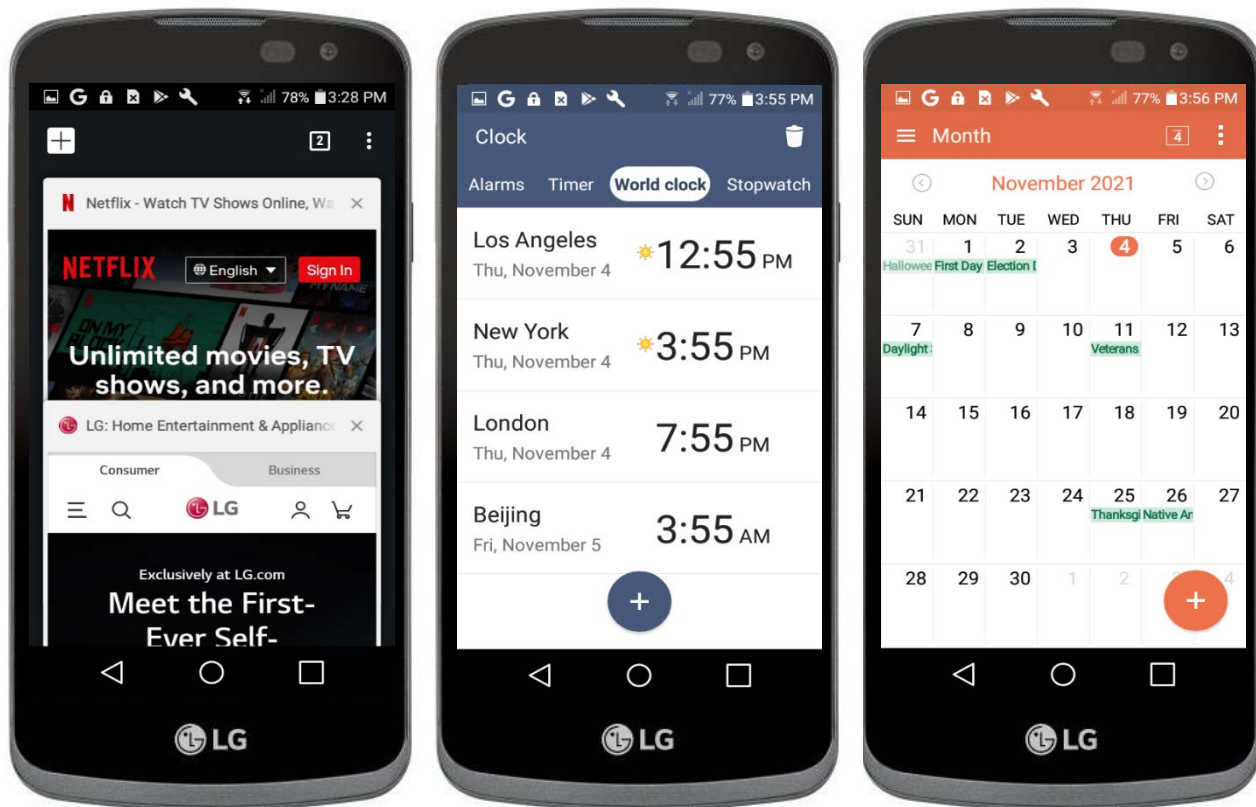 78% 3:28 PM
2
Netflix - Watch TV Shows Online, Wa
NETFLIX English Sign In
ON MY BLOCK
Unlimited movies, TV
shows, and more.
LG: Home Entertainment & Applianc
Consumer Business
LG
Exclusively at LG.com
Meet the First-
Ever Self-
LG
77% 3:55 PM
Clock
Alarms Timer World clock Stopwatch
Los Angeles
Thu, November 4
12:55 PM
New York
Thu, November 4
3:55 PM
London
Thu, November 4
7:55 PM
Beijing
Fri, November 5
3:55 AM
LG
77% 3:56 PM
Month 4
November 2021
SUN MON TUE WED THU FRI SAT
31 1 2 3 4 5 6
Hallowee First Day Election D
7 8 9 10 11 12 13
Daylight Veterans
14 15 16 17 18 19 20
21 22 23 24 25 26 27
Thanksgi Native Am
28 29 30 1 2 3 4
LG